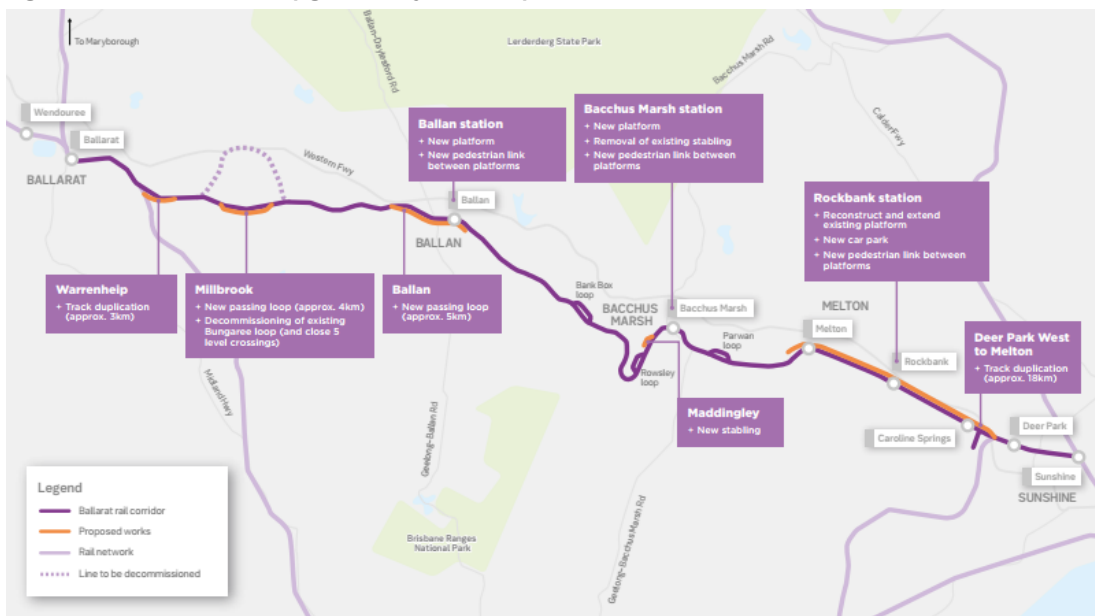 To Maryborough
Ballan-Daylesford Rd
Lerderderg State Park
Bacchus Marsh Rd
Calder Fwy
Wendouree
Ballarat
BALLARAT
Western Fwy
Ballan station
+ New platform
+ New pedestrian link
between platforms
Bacchus Marsh station
+ New platform
+ Removal of existing stabling
+ New pedestrian link between
platforms
Rockbank station
+ Reconstruct and extend
existing platform
+ New car park
+ New pedestrian link between
platforms
Ballan
BALLAN
Warrenheip
+ Track duplication
(approx. 3km)
Millbrook
+ New passing loop (approx. 4km)
+ Decommissioning of existing
Bungaree loop (and close 5
level crossings)
Ballan
+ New passing loop
(approx. 5km)
Bank Box
loop
BACCHUS
MARSH
Bacchus Marsh
Parwan
loop
Rowsley
loop
MELTON
Melton
Rockbank
Deer Park West
to Melton
+ Track duplication
(approx. 18km)
Maddingley
+ New stabling
Caroline Springs
Deer Park
Sunshine
SUNSHINE
Midland Hwy
Geelong-Ballan Rd
Geelong-Bacchus Marsh Rd
Brisbane Ranges
National Park
Legend
Ballarat rail corridor
Proposed works
Rail network
Line to be decommissioned